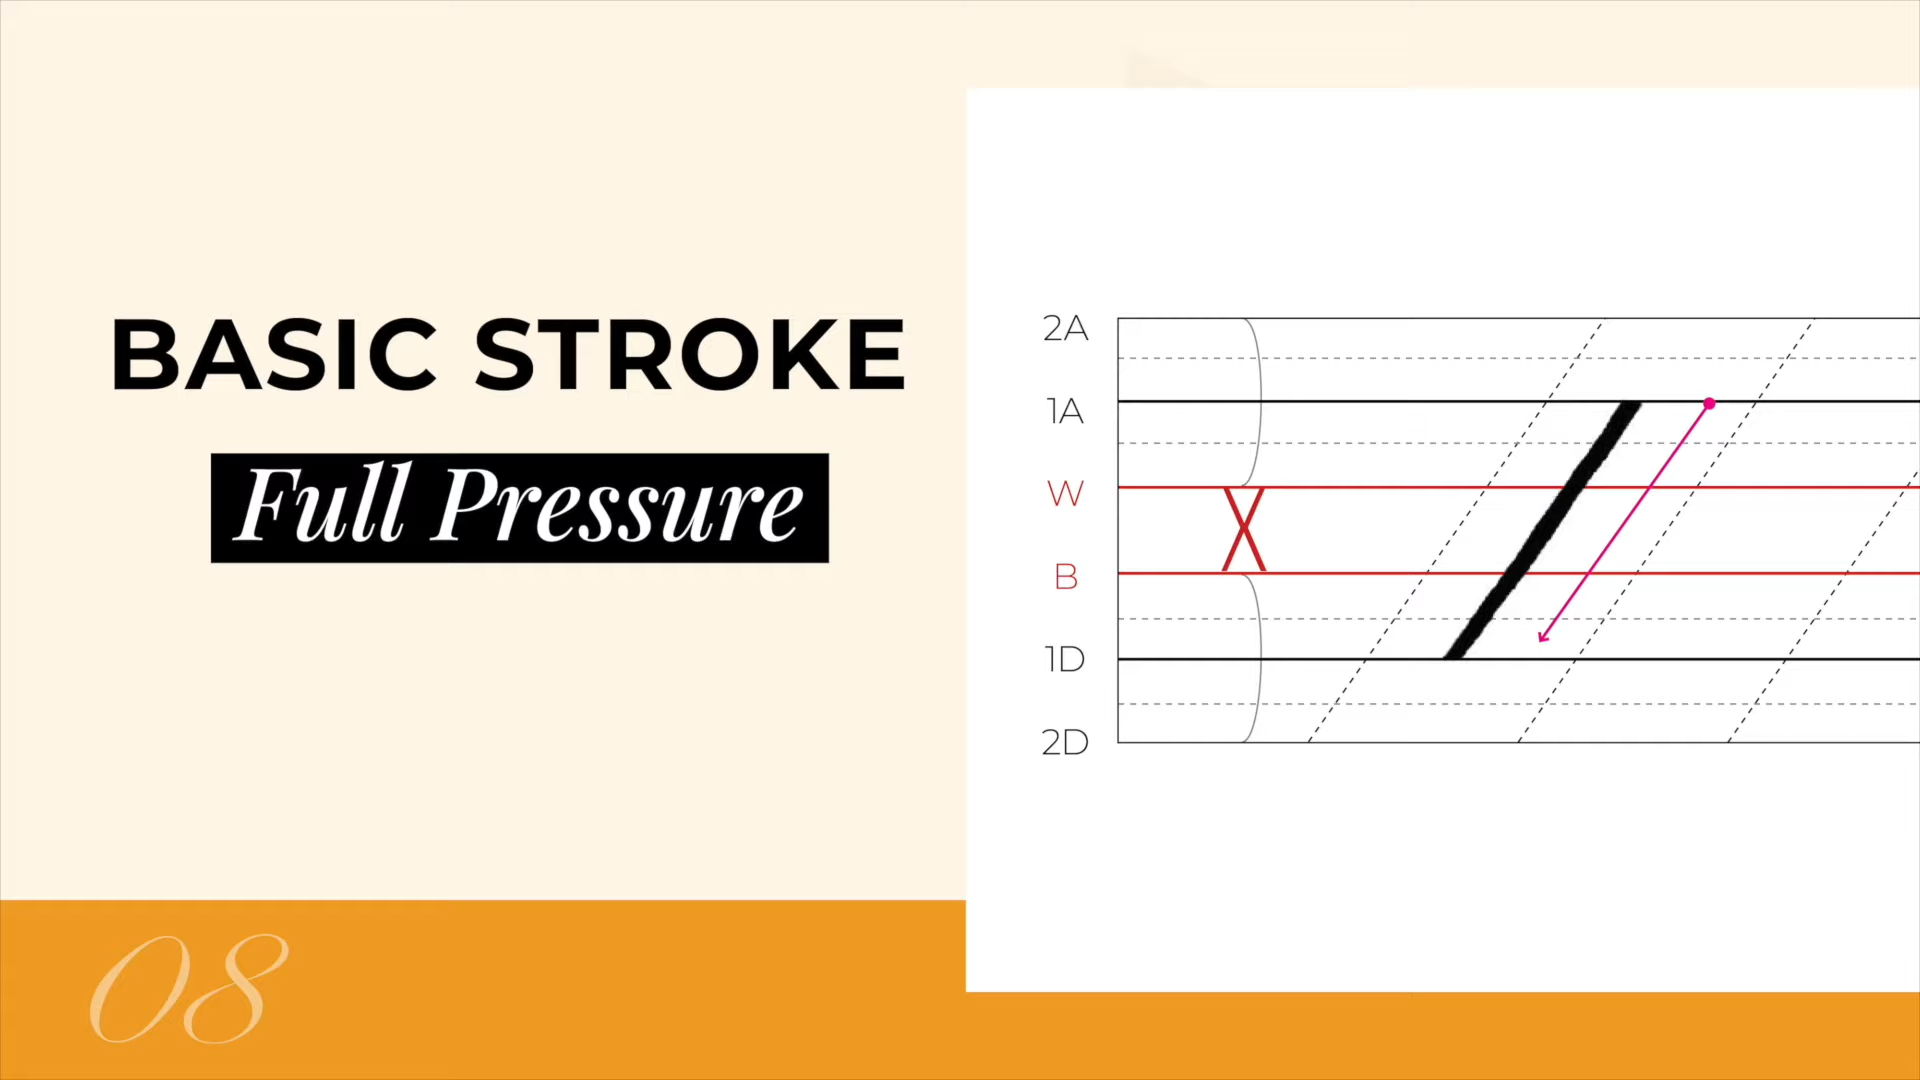 BASIC STROKE
Full Pressure
08
2A
1A
W
X
B
1D
2D